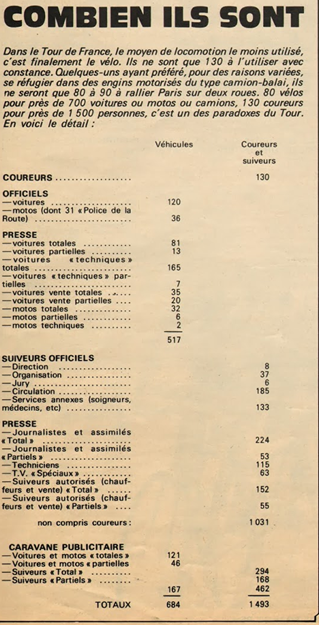 COMBIEN ILS SONT
Dans le Tour de France, le moyen de locomotion le moins utilisé,
c'est finalement le vélo. Ils ne sont que 130 à l'utiliser avec
constance. Quelques-uns ayant préféré, pour des raisons variées,
se réfugier dans des engins motorisés du type camion-balai, ils
ne seront que 80 à 90 à rallier Paris sur deux roues. 80 vélos
pour près de 700 voitures ou motos ou camions, 130 coureurs
pour près de 1 500 personnes, c'est un des paradoxes du Tour.
En voici le détail :
Véhicules Coureurs
et
suiveurs
COUREURS .................. 130
OFFICIELS
—voitures .................. 120
—motos (dont 31 « Police de la
Route) .................. 36
PRESSE
—voitures totales ........... 81
—voitures partielles ......... 13
—voitures « techniques »
totales .................. 165
—voitures « techniques » par-
tielles .................. 7
—voitures vente totales ..... 35
—voitures vente partielles .... 20
—motos totales ............ 32
—motos partielles .......... 6
—motos techniques ......... 2
517
SUIVEURS OFFICIELS
—Direction ................ 8
—Organisation ............. 37
—Jury .................... 6
—Circulation .............. 185
—Services annexes (soigneurs,
médecins, etc) ............. 133
PRESSE
—Journalistes et assimilés
« Total » .................. 224
—Journalistes et assimilés
« Partiels » ................ 53
—Techniciens .............. 115
—T.V. « Spéciaux » .......... 63
—Suiveurs autorisés (chauf-
feurs et vente) « Total » ..... 152
—Suiveurs autorisés (chauf-
feurs et vente) « Partiels » .... 55
non compris coureurs : 1 031
CARAVANE PUBLICITAIRE
—Voitures et motos « totales » 121
—Voitures et motos « partielles 46
—Suiveurs « Total » .......... 294
—Suiveurs « Partiels » ........ 168
167 462
TOTAUX 684 1 493